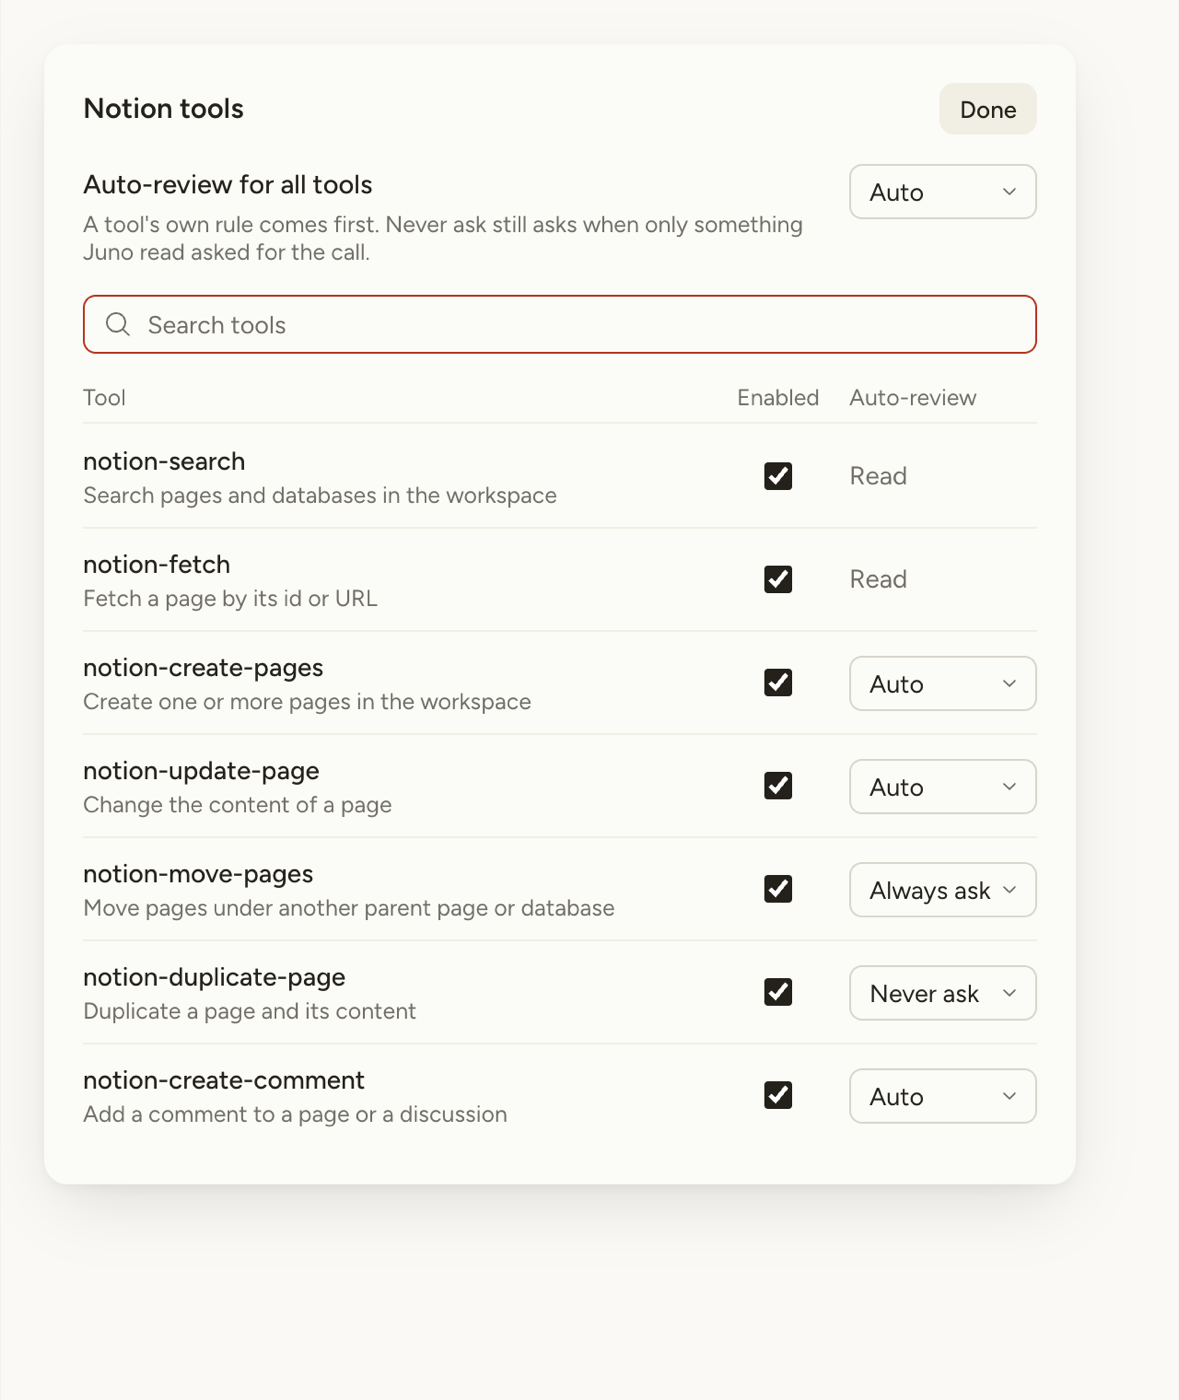 Notion tools
Done
Auto-review for all tools
Auto
A tool's own rule comes first. Never ask still asks when only something
Juno read asked for the call.
Search tools
Tool
Enabled
Auto-review
notion-search
Search pages and databases in the workspace
Read
notion-fetch
Fetch a page by its id or URL
Read
notion-create-pages
Create one or more pages in the workspace
Auto
notion-update-page
Change the content of a page
Auto
notion-move-pages
Move pages under another parent page or database
Always ask
notion-duplicate-page
Duplicate a page and its content
Never ask
notion-create-comment
Add a comment to a page or a discussion
Auto